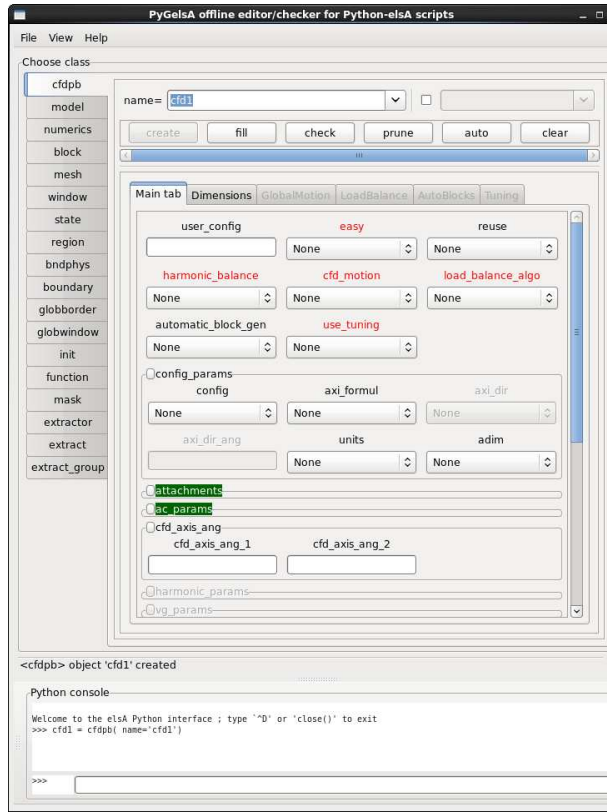 PyGelsA offline editor/checker for Python-elsA scripts
File View Help
Choose class
cfdpb
model
numerics
block
mesh
window
state
region
bndphys
boundary
globborder
globwindow
init
function
mask
extractor
extract
extract_group
name= cfd1
create fill check prune auto clear
Main tab Dimensions GlobalMotion LoadBalance AutoBlocks Tuning
user_config easy reuse
None None
harmonic_balance cfd_motion load_balance_algo
None None None
automatic_block_gen use_tuning
None None
config_params
config axi_formul axi_dir
None None None
axi_dir_ang units adim
None None
attachments
ac_params
cfd_axis_ang
cfd_axis_ang_1 cfd_axis_ang_2
harmonic_params
vg_params
<cfdpb> object 'cfd1' created
Python console
Welcome to the elsA Python interface ; type `^D' or 'close()' to exit
>>> cfd1 = cfdpb( name='cfd1')
>>>